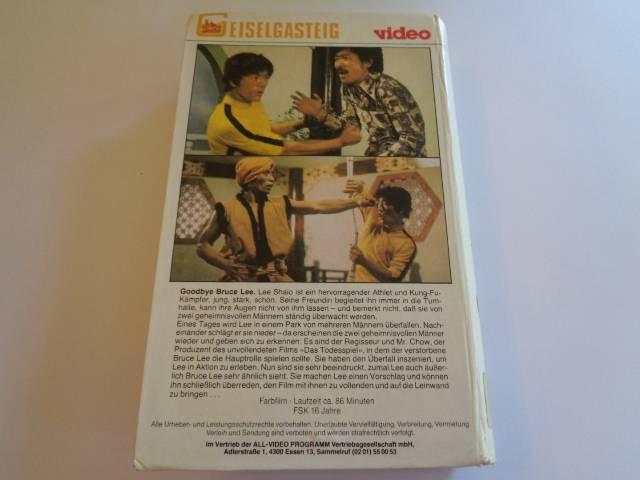 GEISELGASTEIG
video
Goodbye Bruce Lee. Lee Shaio ist ein hervorragender Athlet und Kung-Fu-
Kämpfer, jung, stark, schön. Seine Freundin begleitet ihn immer in die Turn-
halle, kann ihre Augen nicht von ihm lassen – und bemerkt nicht, daß sie von
zwei geheimnisvollen Männern ständig überwacht werden.
Eines Tages wird Lee in einem Park von mehreren Männern überfallen. Nach-
einander schlägt er sie nieder – da erscheinen die zwei geheimnisvollen Männer
wieder und geben sich zu erkennen: Es sind der Regisseur und Mr. Chow, der
Produzent des unvollendeten Films »Das Todesspiel«, in dem der verstorbene
Bruce Lee die Hauptrolle spielen sollte. Sie haben den Überfall inszeniert, um
Lee in Aktion zu erleben. Nun sind sie sehr beeindruckt, zumal Lee auch äußer-
lich Bruce Lee sehr ähnlich sieht. Sie machen Lee einen Vorschlag und können
ihn schließlich überreden, den Film mit ihnen zu vollenden und auf die Leinwand
zu bringen . . .
Farbfilm · Laufzeit ca. 86 Minuten
FSK 16 Jahre
Alle Urheber- und Leistungsschutzrechte vorbehalten. Unerlaubte Vervielfältigung, Verbreitung, Vermietung
Verleih und Sendung sind verboten und werden strafrechtlich verfolgt.
Im Vertrieb der ALL-VIDEO PROGRAMM Vertriebsgesellschaft mbH,
Adlerstraße 1, 4300 Essen 13, Sammelruf (02 01) 55 00 53